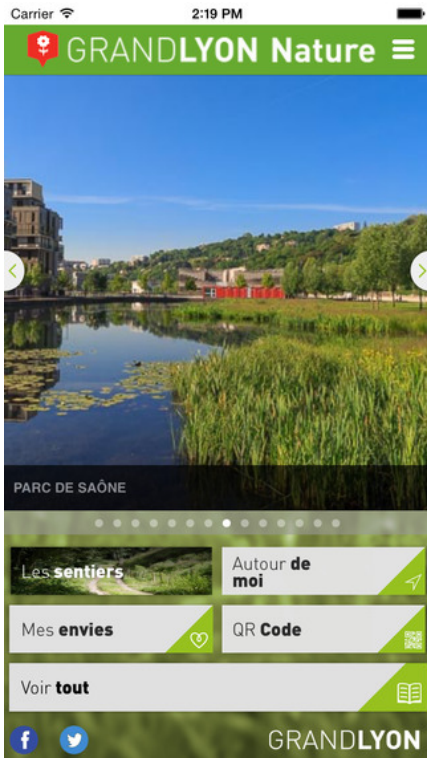 Carrier 2:19 PM
GRANDLYON Nature
PARC DE SAÔNE
Les sentiers
Autour de
moi
Mes envies
QR Code
Voir tout
GRANDLYON